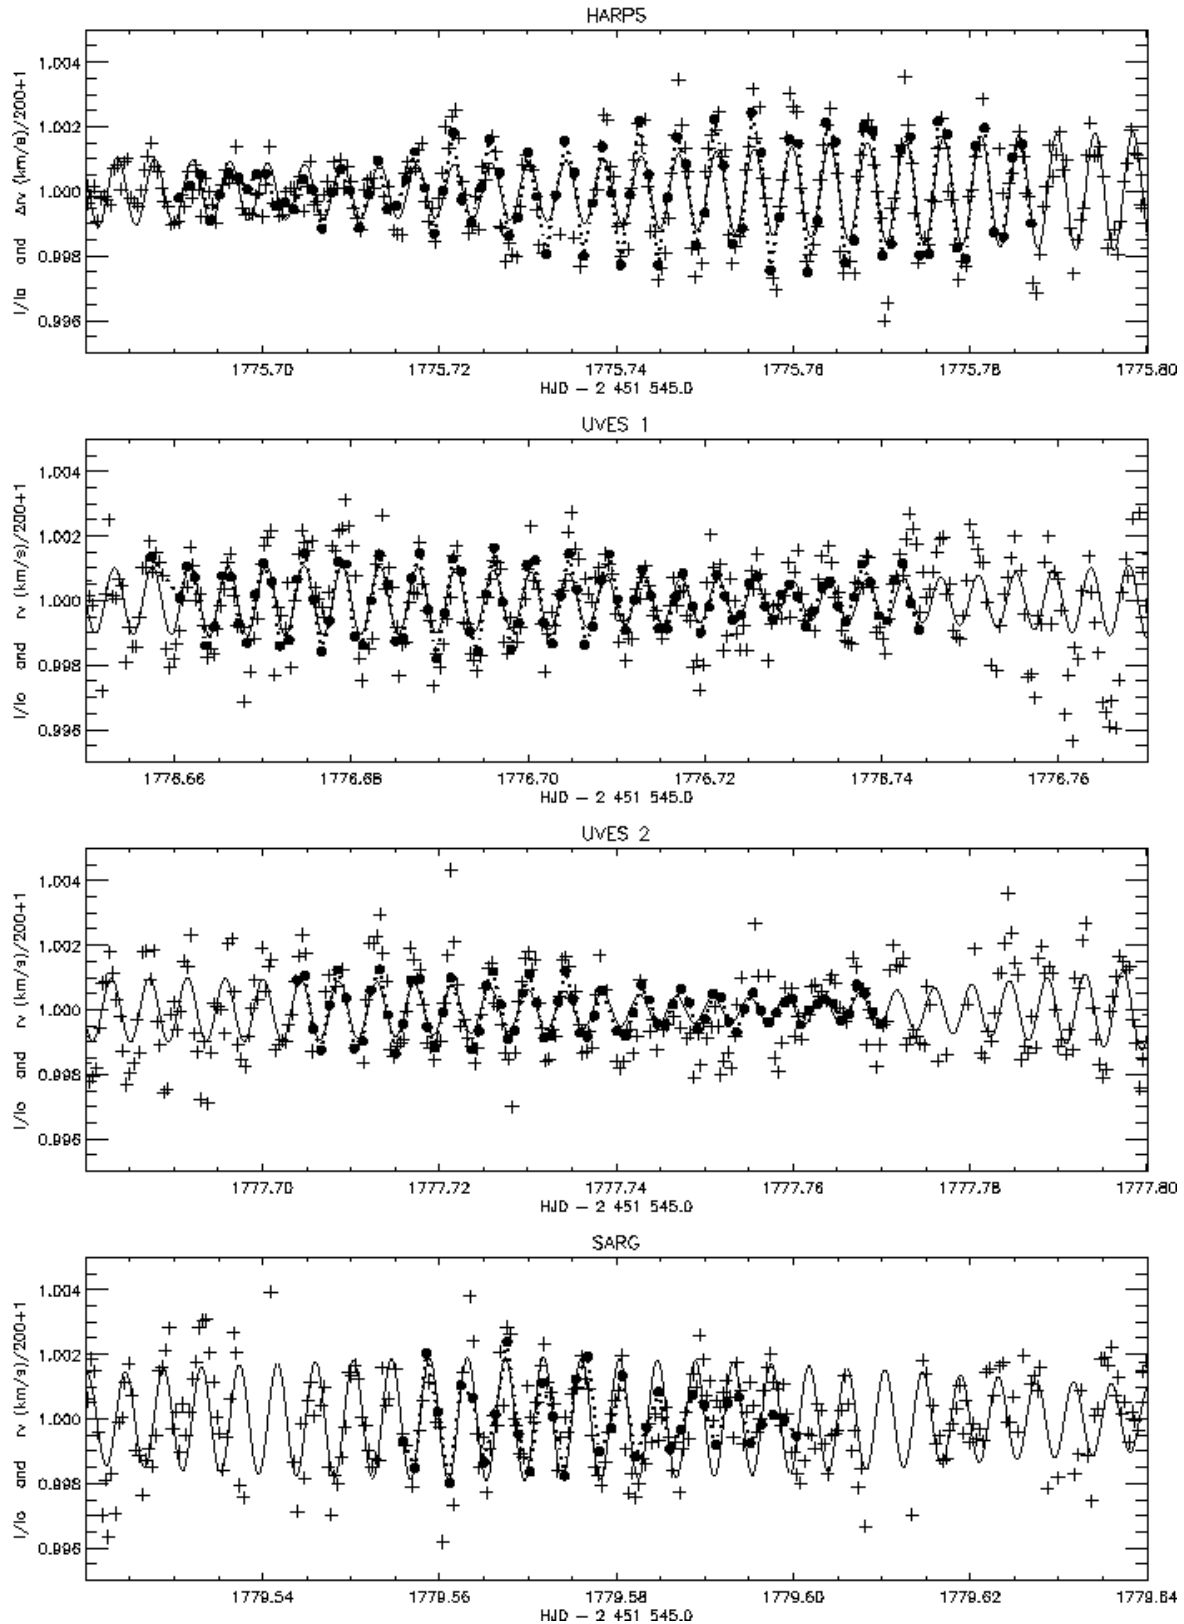 HARPS
I/Io and Δrv (km/s)/200+1
1.004
1.002
1.000
0.998
0.996
1775.70 1775.72 1775.74 1775.76 1775.78 1775.80
HJD – 2 451 545.0
UVES 1
I/Io and rv (km/s)/200+1
1.004
1.002
1.000
0.998
0.996
1776.66 1776.68 1776.70 1776.72 1776.74 1776.76
HJD – 2 451 545.0
UVES 2
I/Io and rv (km/s)/200+1
1.004
1.002
1.000
0.998
0.996
1777.70 1777.72 1777.74 1777.76 1777.78 1777.80
HJD – 2 451 545.0
SARG
I/Io and rv (km/s)/200+1
1.004
1.002
1.000
0.998
0.996
1779.54 1779.56 1779.58 1779.60 1779.62 1779.64
HJD – 2 451 545.0